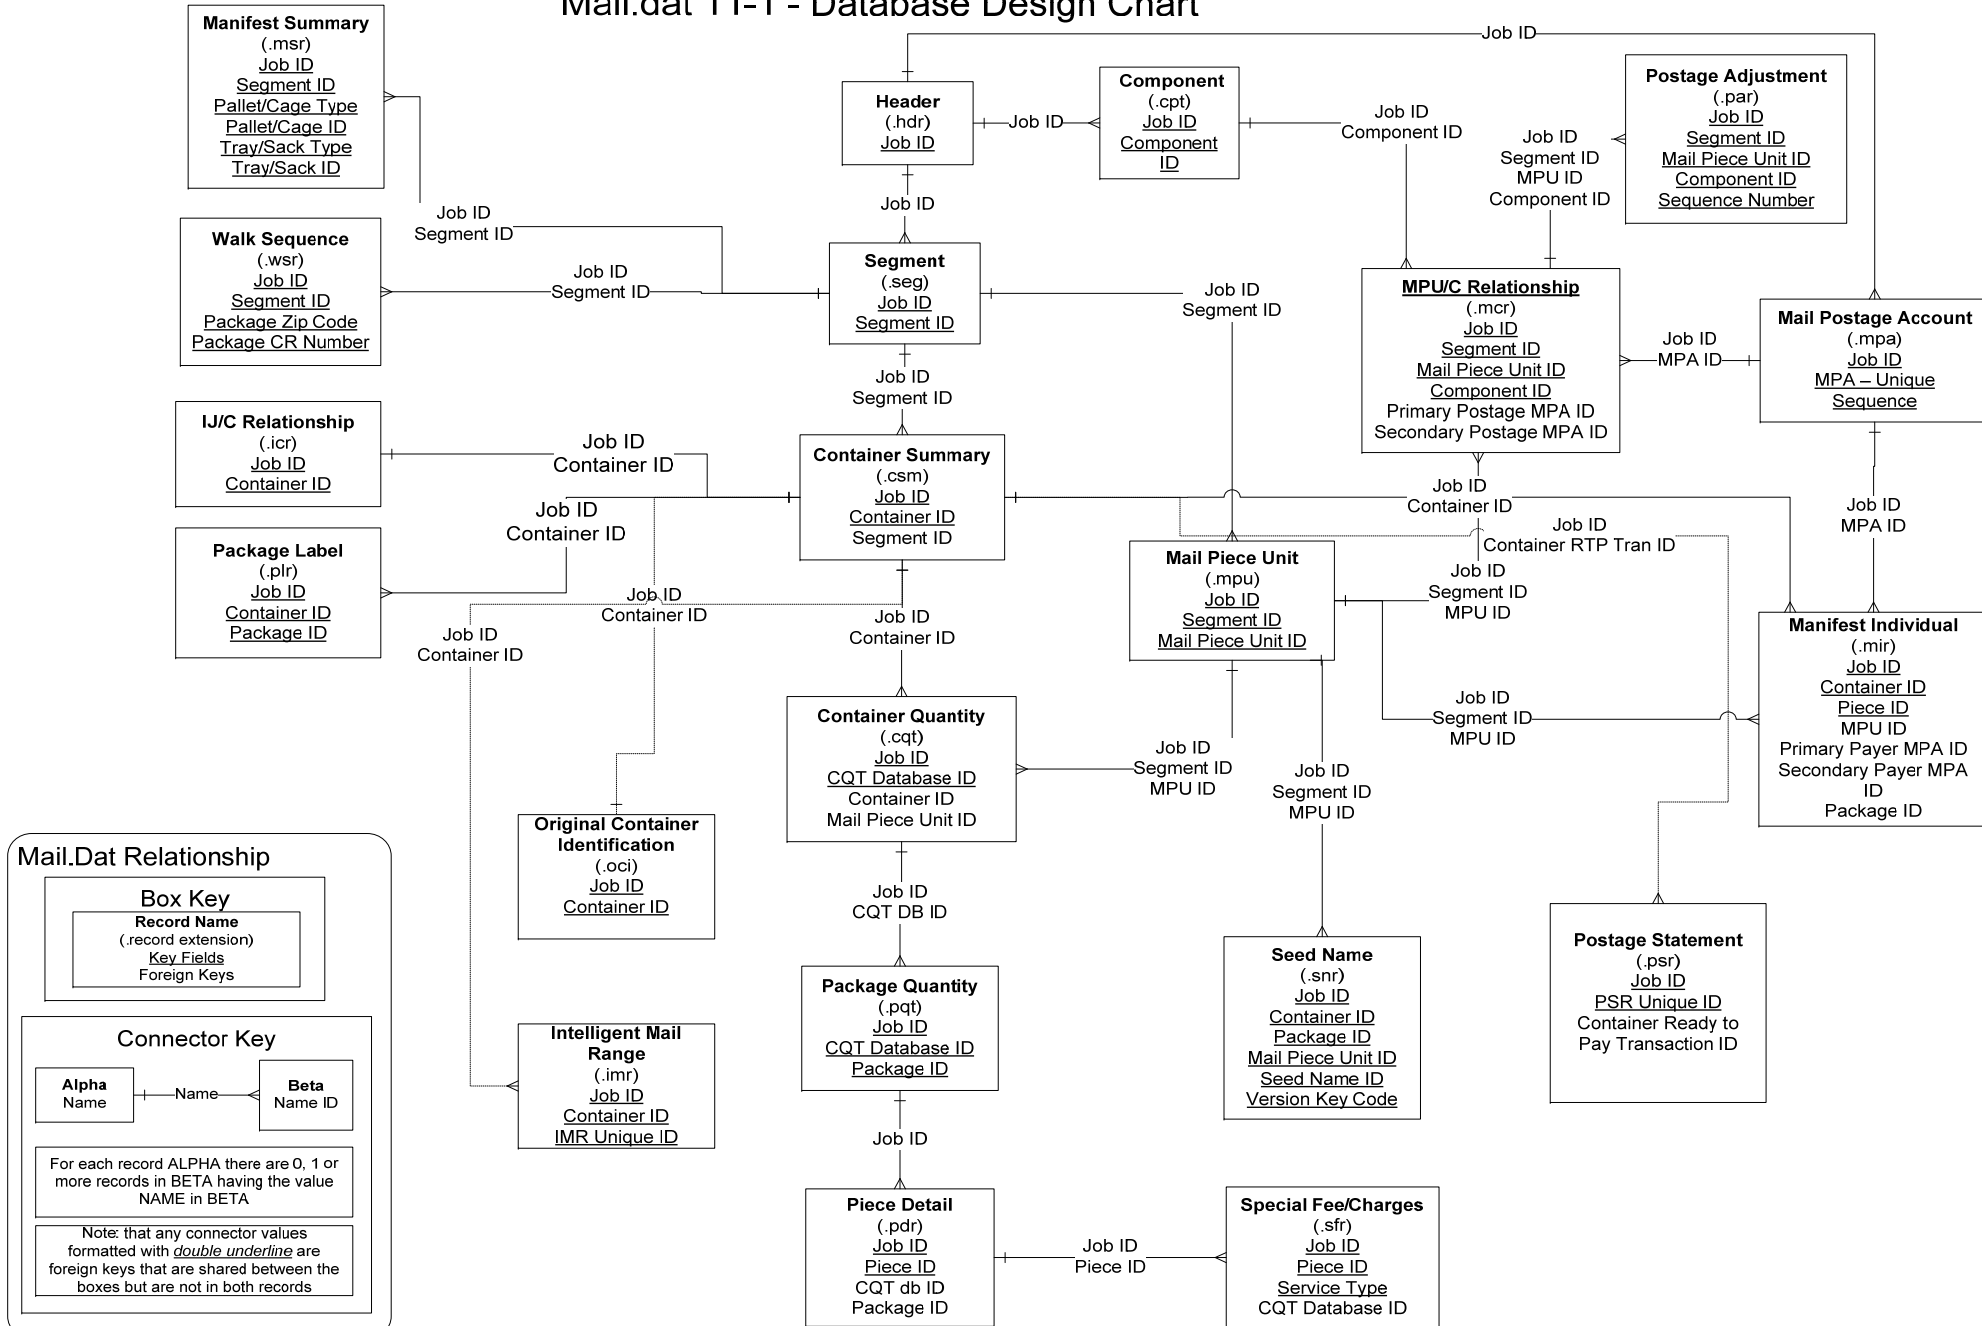 Mail.dat 11-1 - Database Design Chart
Manifest Summary
(.msr)
Job ID
Segment ID
Pallet/Cage Type
Pallet/Cage ID
Tray/Sack Type
Tray/Sack ID
Job ID
Segment ID
Walk Sequence
(.wsr)
Job ID
Segment ID
Package Zip Code
Package CR Number
Job ID
Segment ID
IJ/C Relationship
(.icr)
Job ID
Container ID
Job ID
Container ID
Package Label
(.plr)
Job ID
Container ID
Package ID
Job ID
Container ID
Job ID
Container ID
Job ID
Container ID
Header
(.hdr)
Job ID
Job ID
Job ID
Job ID
Component
(.cpt)
Job ID
Component
ID
Job ID
Component ID
Postage Adjustment
(.par)
Job ID
Segment ID
Mail Piece Unit ID
Component ID
Sequence Number
Job ID
Segment ID
MPU ID
Component ID
Segment
(.seg)
Job ID
Segment ID
Job ID
Segment ID
Job ID
Segment ID
MPU/C Relationship
(.mcr)
Job ID
Segment ID
Mail Piece Unit ID
Component ID
Primary Postage MPA ID
Secondary Postage MPA ID
Job ID
MPA ID
Mail Postage Account
(.mpa)
Job ID
MPA – Unique
Sequence
Job ID
MPA ID
Container Summary
(.csm)
Job ID
Container ID
Segment ID
Job ID
Container ID
Job ID
Container ID
Job ID
Container RTP Tran ID
Mail Piece Unit
(.mpu)
Job ID
Segment ID
Mail Piece Unit ID
Job ID
Segment ID
MPU ID
Job ID
Segment ID
MPU ID
Manifest Individual
(.mir)
Job ID
Container ID
Piece ID
MPU ID
Primary Payer MPA ID
Secondary Payer MPA
ID
Package ID
Container Quantity
(.cqt)
Job ID
CQT Database ID
Container ID
Mail Piece Unit ID
Job ID
Segment ID
MPU ID
Job ID
Segment ID
MPU ID
Original Container
Identification
(.oci)
Job ID
Container ID
Job ID
CQT DB ID
Package Quantity
(.pqt)
Job ID
CQT Database ID
Package ID
Seed Name
(.snr)
Job ID
Container ID
Package ID
Mail Piece Unit ID
Seed Name ID
Version Key Code
Postage Statement
(.psr)
Job ID
PSR Unique ID
Container Ready to
Pay Transaction ID
Intelligent Mail
Range
(.imr)
Job ID
Container ID
IMR Unique ID
Job ID
Piece Detail
(.pdr)
Job ID
Piece ID
CQT db ID
Package ID
Job ID
Piece ID
Special Fee/Charges
(.sfr)
Job ID
Piece ID
Service Type
CQT Database ID
Mail.Dat Relationship
Box Key
Record Name
(.record extension)
Key Fields
Foreign Keys
Connector Key
Alpha
Name
Name
Beta
Name ID
For each record ALPHA there are 0, 1 or
more records in BETA having the value
NAME in BETA
Note: that any connector values
formatted with double underline are
foreign keys that are shared between the
boxes but are not in both records